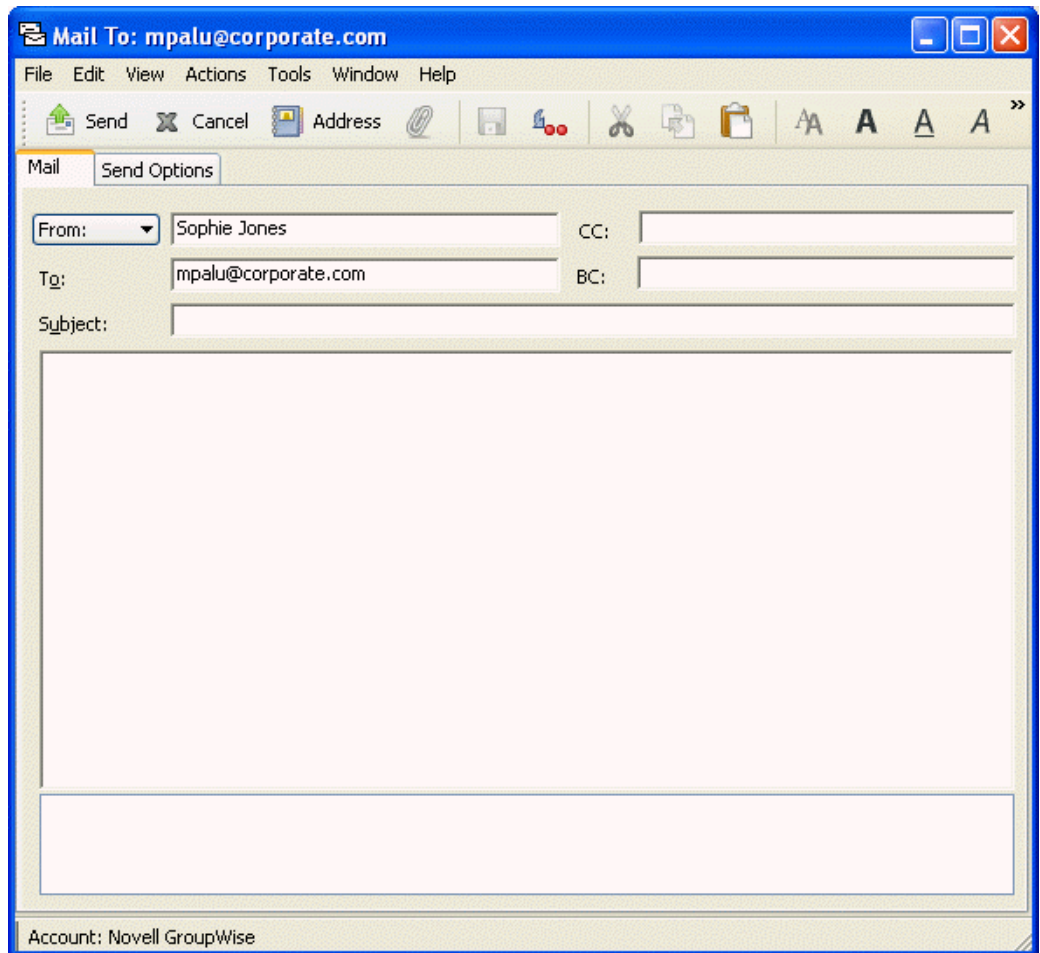 Mail To: mpalu@corporate.com
File Edit View Actions Tools Window Help
Send Cancel Address A A A A »
Mail Send Options
From: Sophie Jones CC:
To: mpalu@corporate.com BC:
Subject:
Account: Novell GroupWise